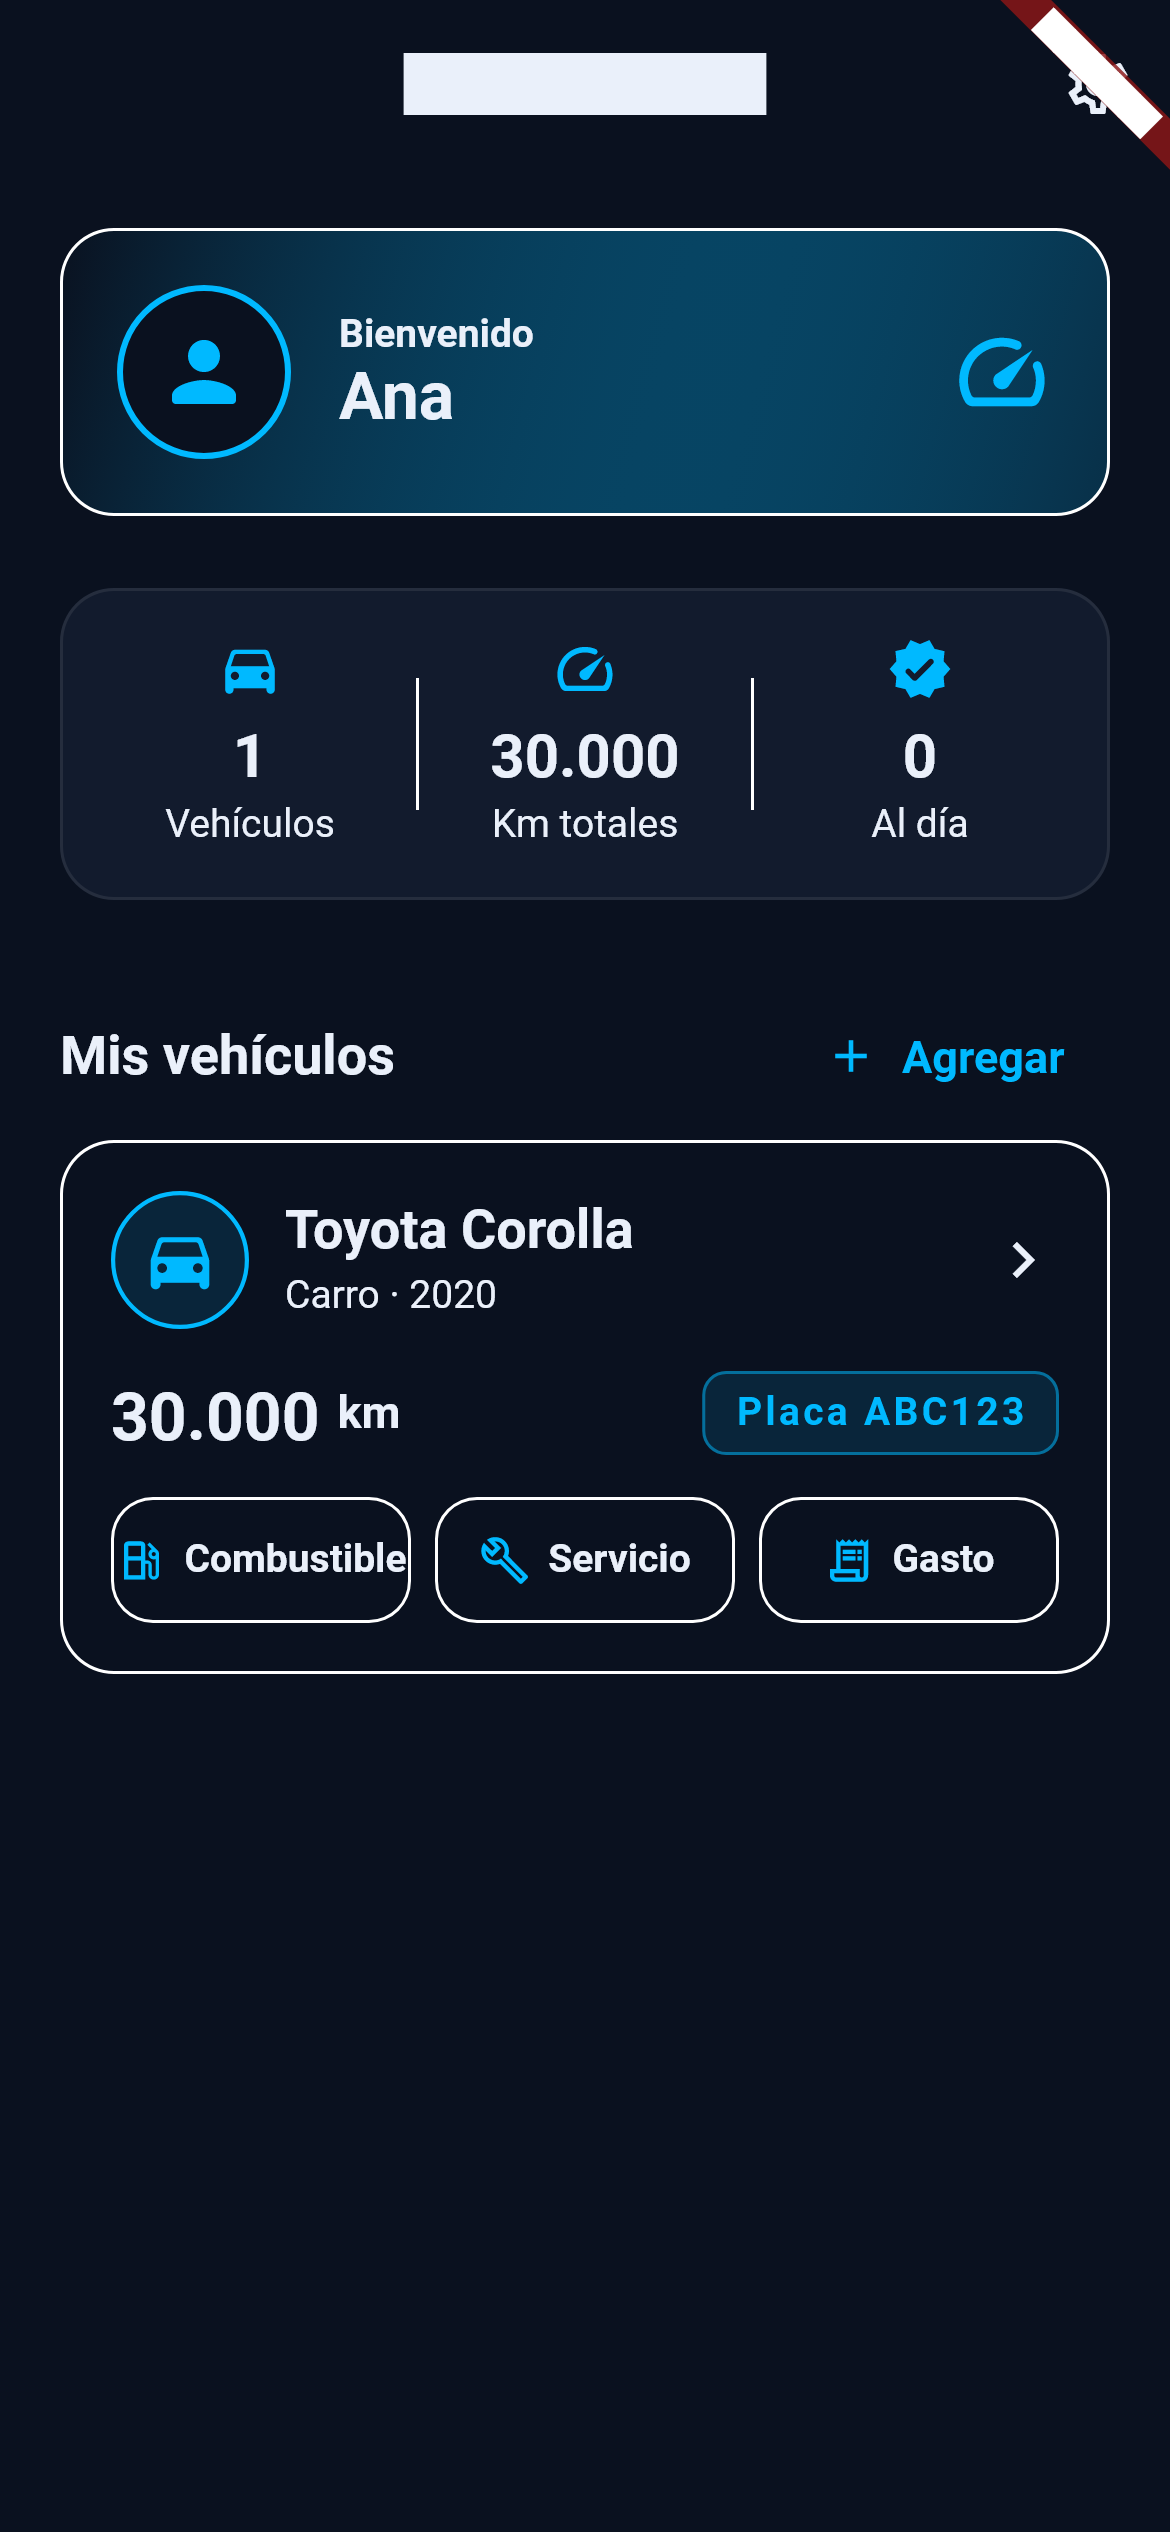 Bienvenido
Ana
1
Vehículos
30.000
Km totales
0
Al día
Mis vehículos
Agregar
Toyota Corolla
Carro · 2020
30.000 km
Placa ABC123
Combustible
Servicio
Gasto